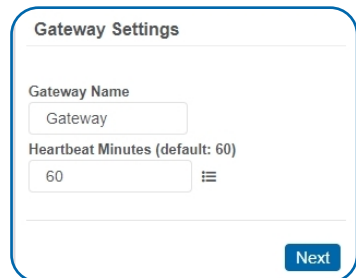 Gateway Settings
Gateway Name
Gateway
Heartbeat Minutes (default: 60)
60
Next